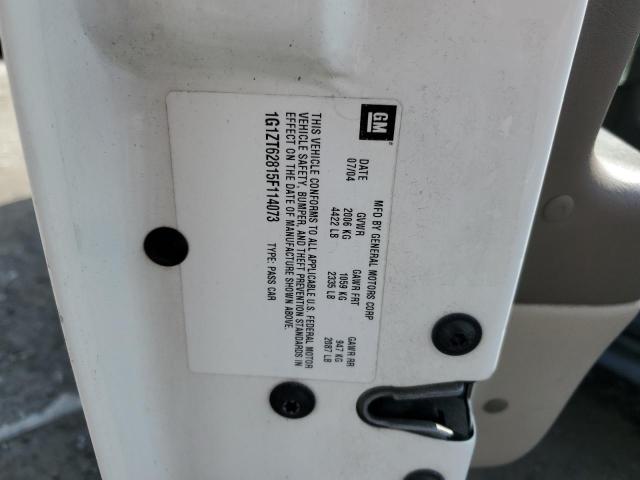 GM
MFD BY GENERAL MOTORS CORP
DATE GVWR GAWR FRT GAWR RR
07/04 2006 KG 1059 KG 947 KG
4422 LB 2335 LB 2087 LB
THIS VEHICLE CONFORMS TO ALL APPLICABLE U.S. FEDERAL MOTOR
VEHICLE SAFETY, BUMPER, AND THEFT PREVENTION STANDARDS IN
EFFECT ON THE DATE OF MANUFACTURE SHOWN ABOVE.
1G1ZT62815F114073 TYPE: PASS CAR